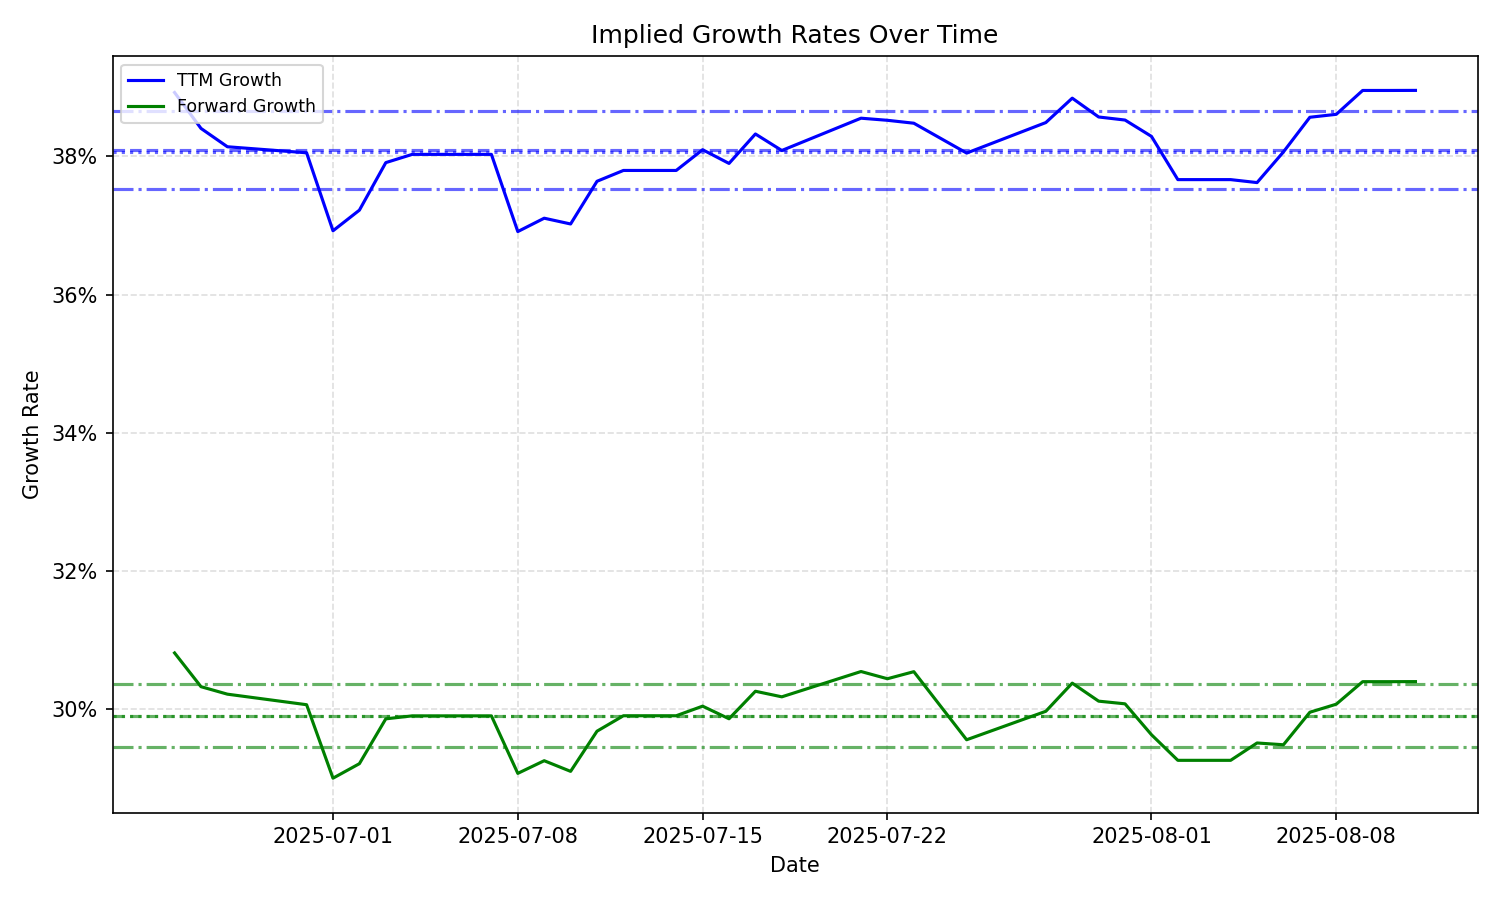 Implied Growth Rates Over Time
TTM Growth
Forward Growth
38%
36%
34%
32%
30%
Growth Rate
2025-07-01
2025-07-08
2025-07-15
2025-07-22
2025-08-01
2025-08-08
Date